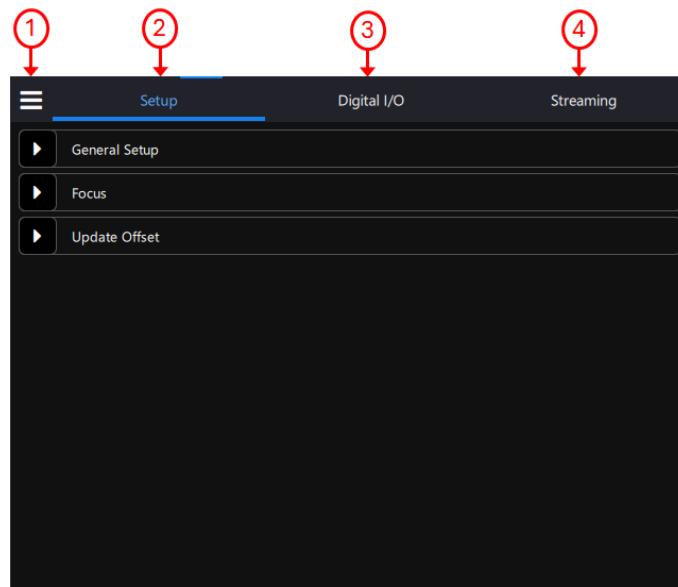 1 2 3 4
Setup Digital I/O Streaming
General Setup
Focus
Update Offset